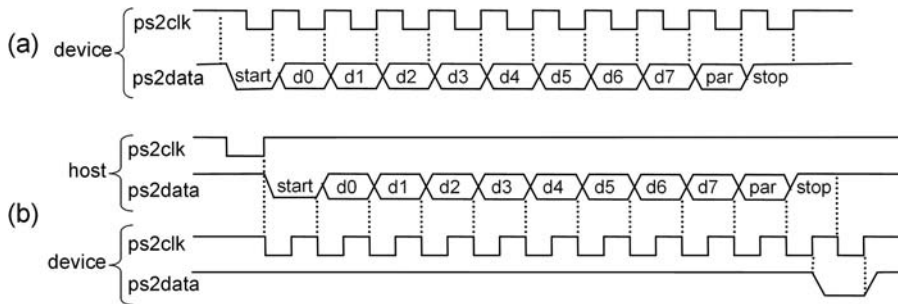 (a)
device
ps2clk
ps2data
start d0 d1 d2 d3 d4 d5 d6 d7 par stop
(b)
host
ps2clk
ps2data
start d0 d1 d2 d3 d4 d5 d6 d7 par stop
device
ps2clk
ps2data